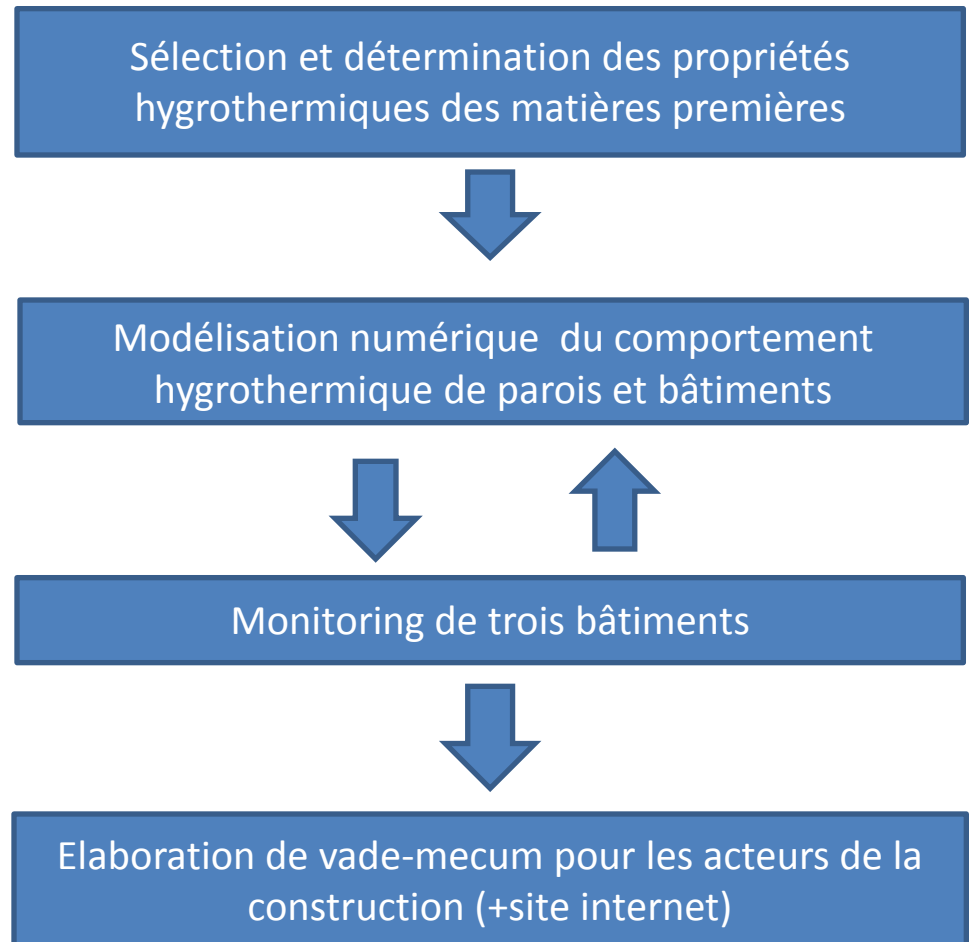 Sélection et détermination des propriétés
hygrothermiques des matières premières
Modélisation numérique  du comportement
hygrothermique de parois et bâtiments
Monitoring de trois bâtiments
Elaboration de vade-mecum pour les acteurs de la
construction (+site internet)